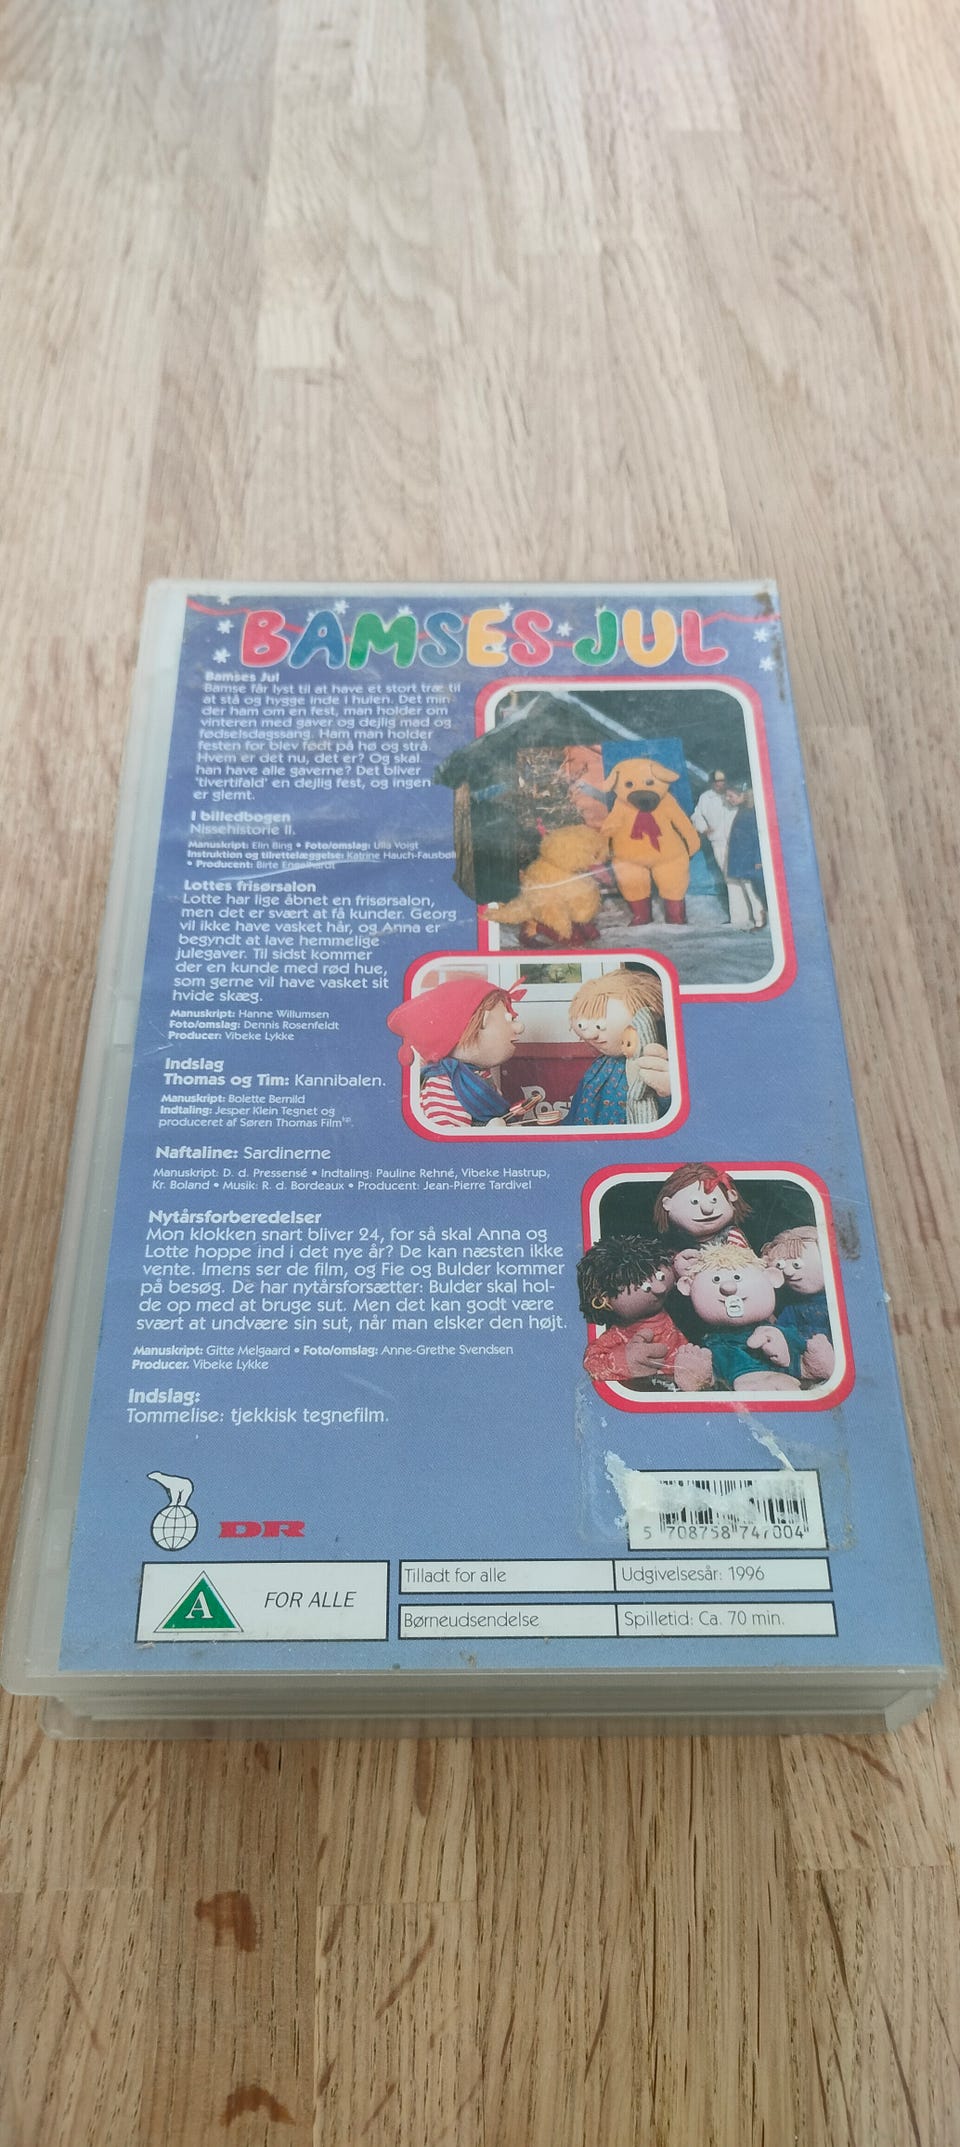 BAMSES JUL
Bamses Jul
Bamse får lyst til at have et stort træ til
at stå og hygge inde i hulen. Det min-
der ham om en fest, man holder om
vinteren med gaver og dejlig mad og
fødselsdagssang. Ham man holder
festen for blev født på hø og strå.
Hvem er det nu, det er? Og skal
han have alle gaverne? Det bliver
'tivertifald' en dejlig fest, og ingen
er glemt.
I billedbogen
Nissehistorie II.
Manuskript: Elin Bing • Foto/omslag: Ulla Voigt
Instruktion og tilrettelæggelse: Katrine Hauch-Fausbøll
• Producent: Birte Engelhardt
Lottes frisørsalon
Lotte har lige åbnet en frisørsalon,
men det er svært at få kunder. Georg
vil ikke have vasket hår, og Anna er
begyndt at lave hemmelige
julegaver. Til sidst kommer
der en kunde med rød hue,
som gerne vil have vasket sit
hvide skæg.
Manuskript: Hanne Willumsen
Foto/omslag: Dennis Rosenfeldt
Producer: Vibeke Lykke
Indslag
Thomas og Tim: Kannibalen.
Manuskript: Bolette Bernild
Indtaling: Jesper Klein Tegnet og
produceret af Søren Thomas Film
Naftaline: Sardinerne
Manuskript: D. d. Pressensé • Indtaling: Pauline Rehné, Vibeke Hastrup,
Kr. Boland • Musik: R. d. Bordeaux • Producent: Jean-Pierre Tardivel
Nytårsforberedelser
Mon klokken snart bliver 24, for så skal Anna og
Lotte hoppe ind i det nye år? De kan næsten ikke
vente. Imens ser de film, og Fie og Bulder kommer
på besøg. De har nytårsforsætter: Bulder skal hol-
de op med at bruge sut. Men det kan godt være
svært at undvære sin sut, når man elsker den højt.
Manuskript: Gitte Melgaard • Foto/omslag: Anne-Grethe Svendsen
Producer. Vibeke Lykke
Indslag:
Tommelise: tjekkisk tegnefilm.
DR
5 708758 747004
A FOR ALLE
Tilladt for alle
Udgivelsesår: 1996
Børneudsendelse
Spilletid: Ca. 70 min.